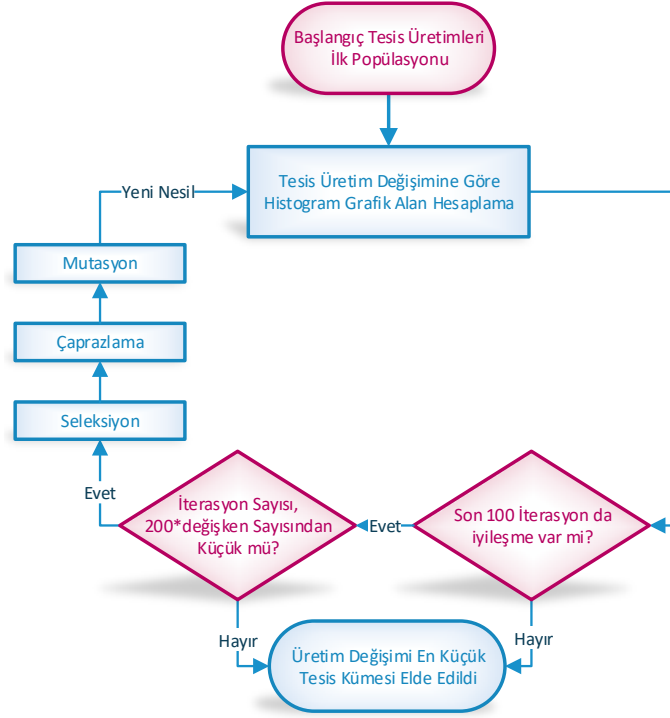 Başlangıç Tesis Üretimleri
İlk Popülasyonu
Tesis Üretim Değişimine Göre
Histogram Grafik Alan Hesaplama
Yeni Nesil
Mutasyon
Çaprazlama
Seleksiyon
Evet
İterasyon Sayısı,
200*değişken Sayısından
Küçük mü?
Evet
Son 100 İterasyon da
iyileşme var mi?
Hayır
Hayır
Üretim Değişimi En Küçük
Tesis Kümesi Elde Edildi